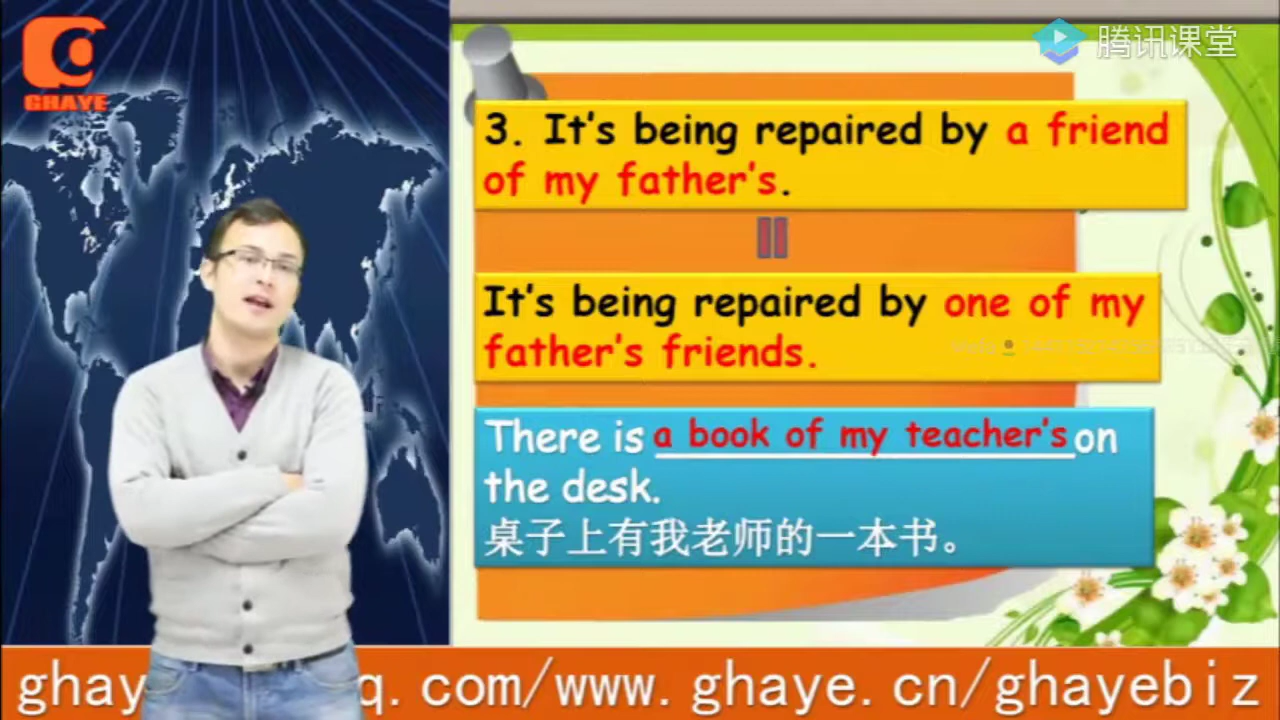 GHAYE
腾讯课堂
3. It's being repaired by a friend
of my father's.
It's being repaired by one of my
father's friends.
There is a book of my teacher's on
the desk.
桌子上有我老师的一本书。
ghay q. com/www. ghaye. cn/ghayebiz